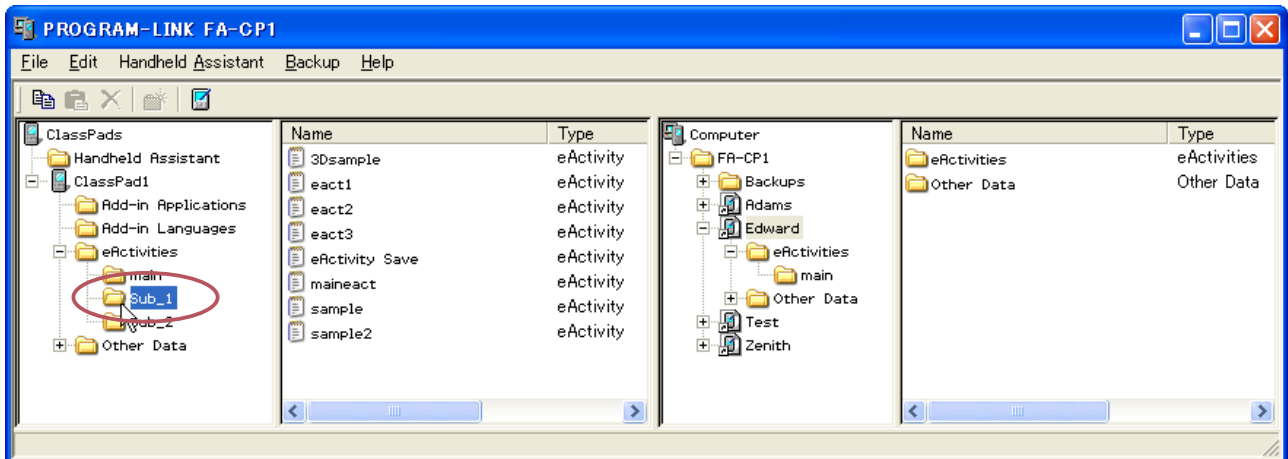 PROGRAM-LINK FA-CP1
File Edit Handheld Assistant Backup Help
ClassPads
Handheld Assistant
ClassPad1
Add-in Applications
Add-in Languages
eActivities
main
Sub_1
Sub_2
Other Data
Name Type
3Dsample eActivity
eact1 eActivity
eact2 eActivity
eact3 eActivity
eActivity Save eActivity
maineact eActivity
sample eActivity
sample2 eActivity
Computer
FA-CP1
Backups
Adams
Edward
eActivities
main
Other Data
Test
Zenith
Name Type
eActivities eActivities
Other Data Other Data